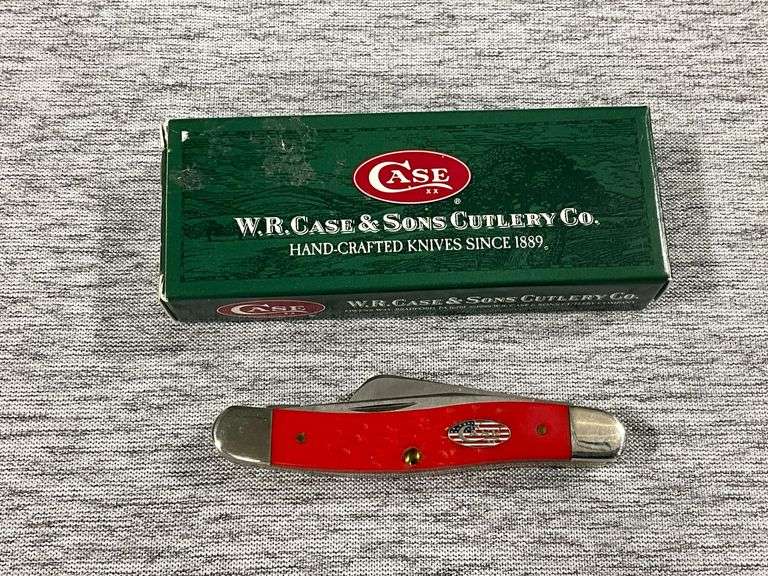 CASE
XX
®
W.R. CASE & SONS CUTLERY CO.
HAND-CRAFTED KNIVES SINCE 1889®
CASE
W.R. CASE & SONS CUTLERY CO.